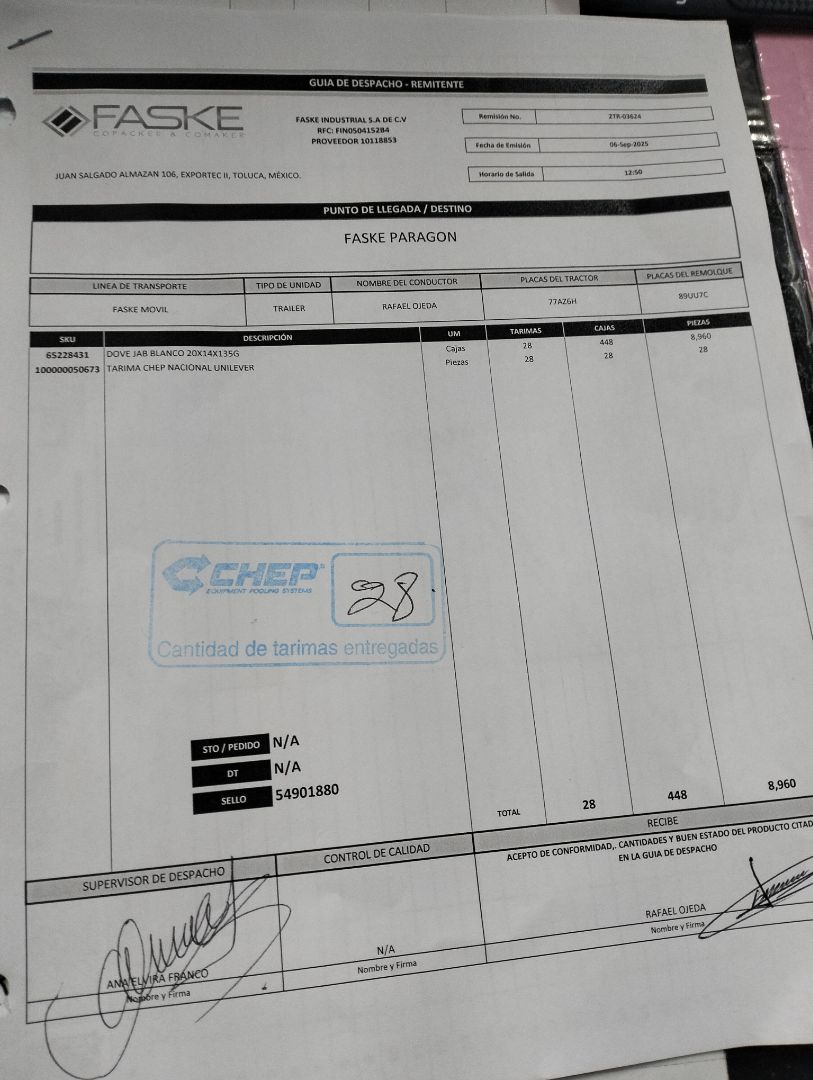 GUIA DE DESPACHO - REMITENTE
FASKE
COPACKER & COMAKER
FASKE INDUSTRIAL S.A DE C.V
RFC: FIN050415284
PROVEEDOR 10118853
Remisión No. ZTR-03624
Fecha de Emisión 06-Sep-2025
Horario de Salida 12:50
JUAN SALGADO ALMAZAN 106, EXPORTEC II, TOLUCA, MÉXICO.
PUNTO DE LLEGADA / DESTINO
FASKE PARAGON
LINEA DE TRANSPORTE TIPO DE UNIDAD NOMBRE DEL CONDUCTOR PLACAS DEL TRACTOR PLACAS DEL REMOLQUE
FASKE MOVIL TRAILER RAFAEL OJEDA 77AZ6H 89UU7C
SKU DESCRIPCIÓN UM TARIMAS CAJAS PIEZAS
65228431 DOVE JAB BLANCO 20X14X135G Cajas 28 448 8,960
100000050673 TARIMA CHEP NACIONAL UNILEVER Piezas 28 28 28
CHEP
EQUIPMENT POOLING SYSTEMS
28
Cantidad de tarimas entregadas
STO / PEDIDO N/A
DT N/A
SELLO 54901880
TOTAL 28 448 8,960
SUPERVISOR DE DESPACHO CONTROL DE CALIDAD RECIBE
ACEPTO DE CONFORMIDAD,. CANTIDADES Y BUEN ESTADO DEL PRODUCTO CITAD
EN LA GUIA DE DESPACHO
ANA ELVIRA FRANCO N/A RAFAEL OJEDA
Nombre y Firma Nombre y Firma Nombre y Firma